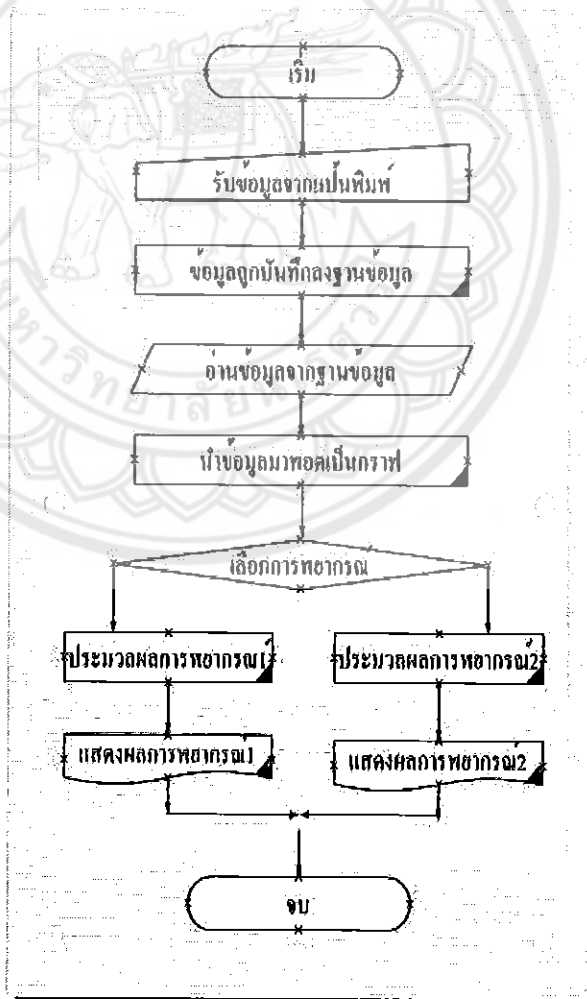 เริ่ม
รับข้อมูลจากแป้นพิมพ์
ข้อมูลถูกบันทึกลงฐานข้อมูล
อ่านข้อมูลจากฐานข้อมูล
นำข้อมูลมาพอตเป็นกราฟ
เลือกการพยากรณ์
ประมวลผลการพยากรณ์1
ประมวลผลการพยากรณ์2
แสดงผลการพยากรณ์1
แสดงผลการพยากรณ์2
จบ